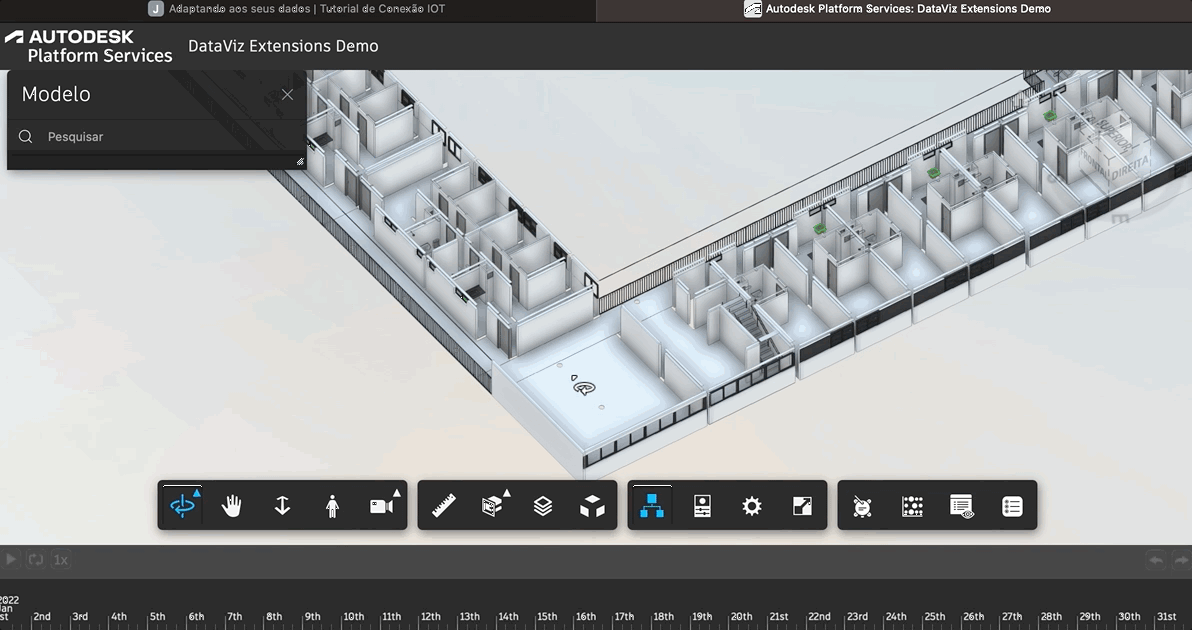 J Adaptando aos seus dados | Tutorial de Conexão IOT
Autodesk Platform Services: DataViz Extensions Demo
AUTODESK
Platform Services
DataViz Extensions Demo
Modelo
Pesquisar
DIREITA
1x
2022
Jan
st 2nd 3rd 4th 5th 6th 7th 8th 9th 10th 11th 12th 13th 14th 15th 16th 17th 18th 19th 20th 21st 22nd 23rd 24th 25th 26th 27th 28th 29th 30th 31st